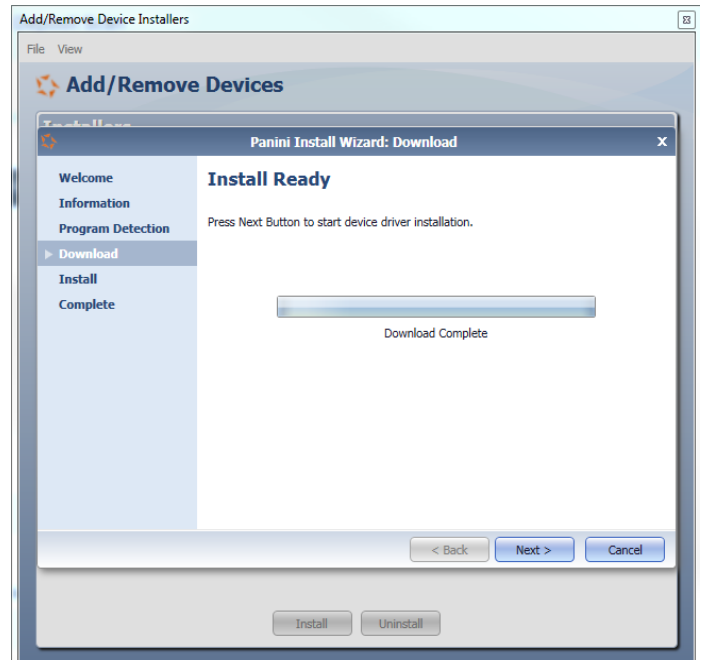 Add/Remove Device Installers
File View
Add/Remove Devices
Installers
Panini Install Wizard: Download
x
Welcome
Information
Program Detection
Download
Install
Complete
Install Ready
Press Next Button to start device driver installation.
Download Complete
< Back Next > Cancel
Install Uninstall